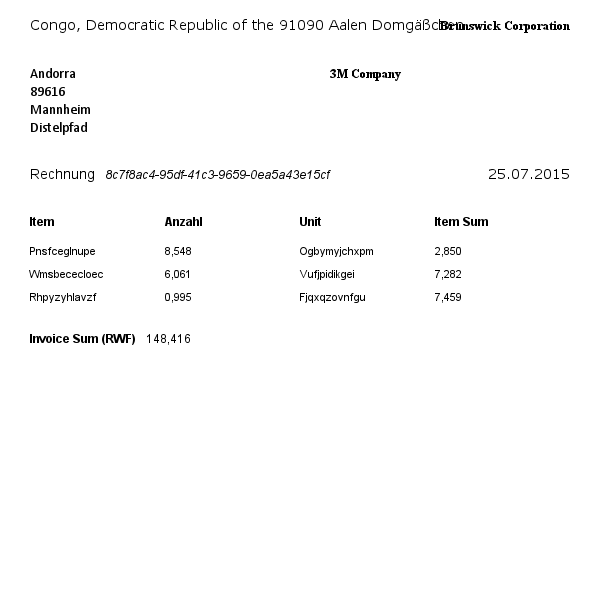 Congo, Democratic Republic of the 91090 Aalen Domgäßchen Brunswick Corporation
Andorra 3M Company
89616
Mannheim
Distelpfad
Rechnung 8c7f8ac4-95df-41c3-9659-0ea5a43e15cf 25.07.2015
Item Anzahl Unit Item Sum
Pnsfceglnupe 8,548 Ogbymyjchxpm 2,850
Wmsbececloec 6,061 Vufjpidikgei 7,282
Rhpyzyhlavzf 0,995 Fjqxqzovnfgu 7,459
Invoice Sum (RWF) 148,416